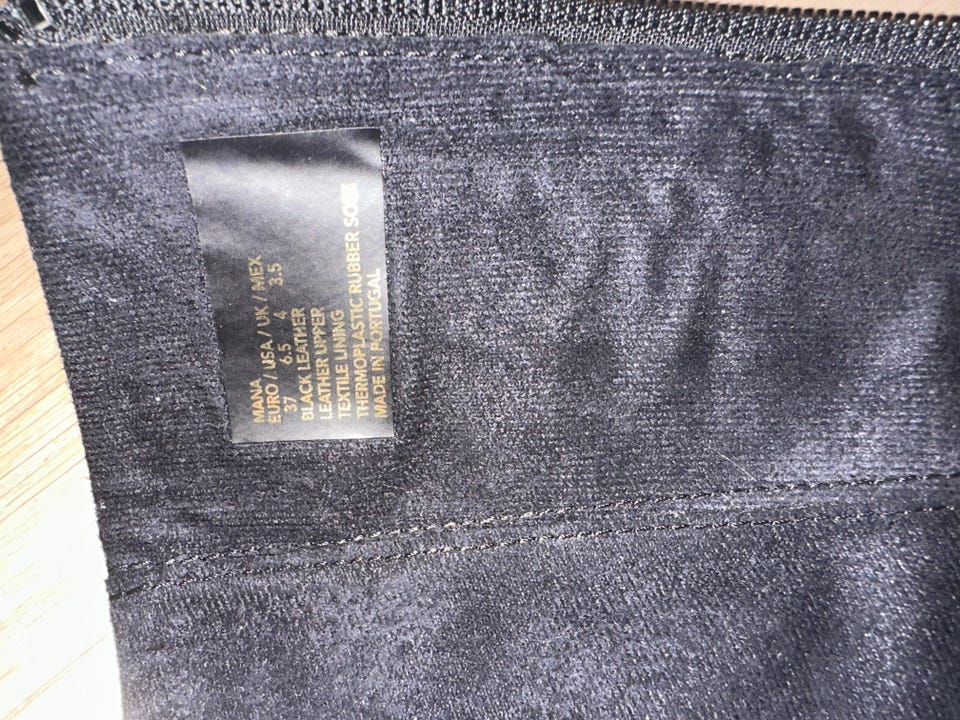 MANA
EURO / USA / UK / MEX
37 6.5 4 3.5
BLACK LEATHER
LEATHER UPPER
TEXTILE LINING
THERMOPLASTIC RUBBER SOLE
MADE IN PORTUGAL